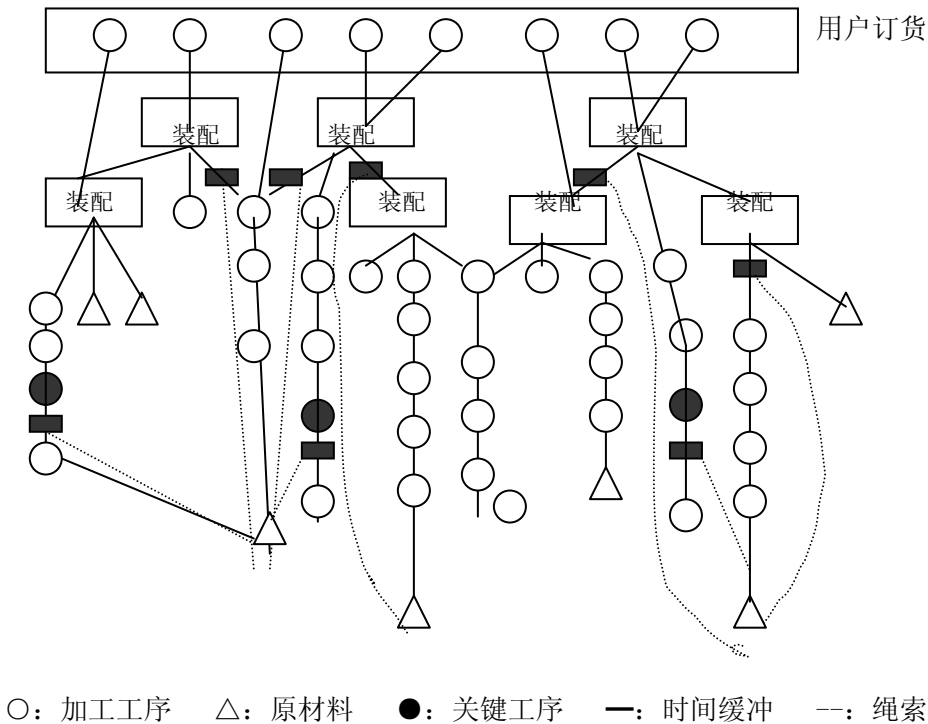 用户订货
装配 装配 装配
装配 装配 装配 装配
○：加工工序 △：原材料 ●：关键工序 ━：时间缓冲 --：绳索